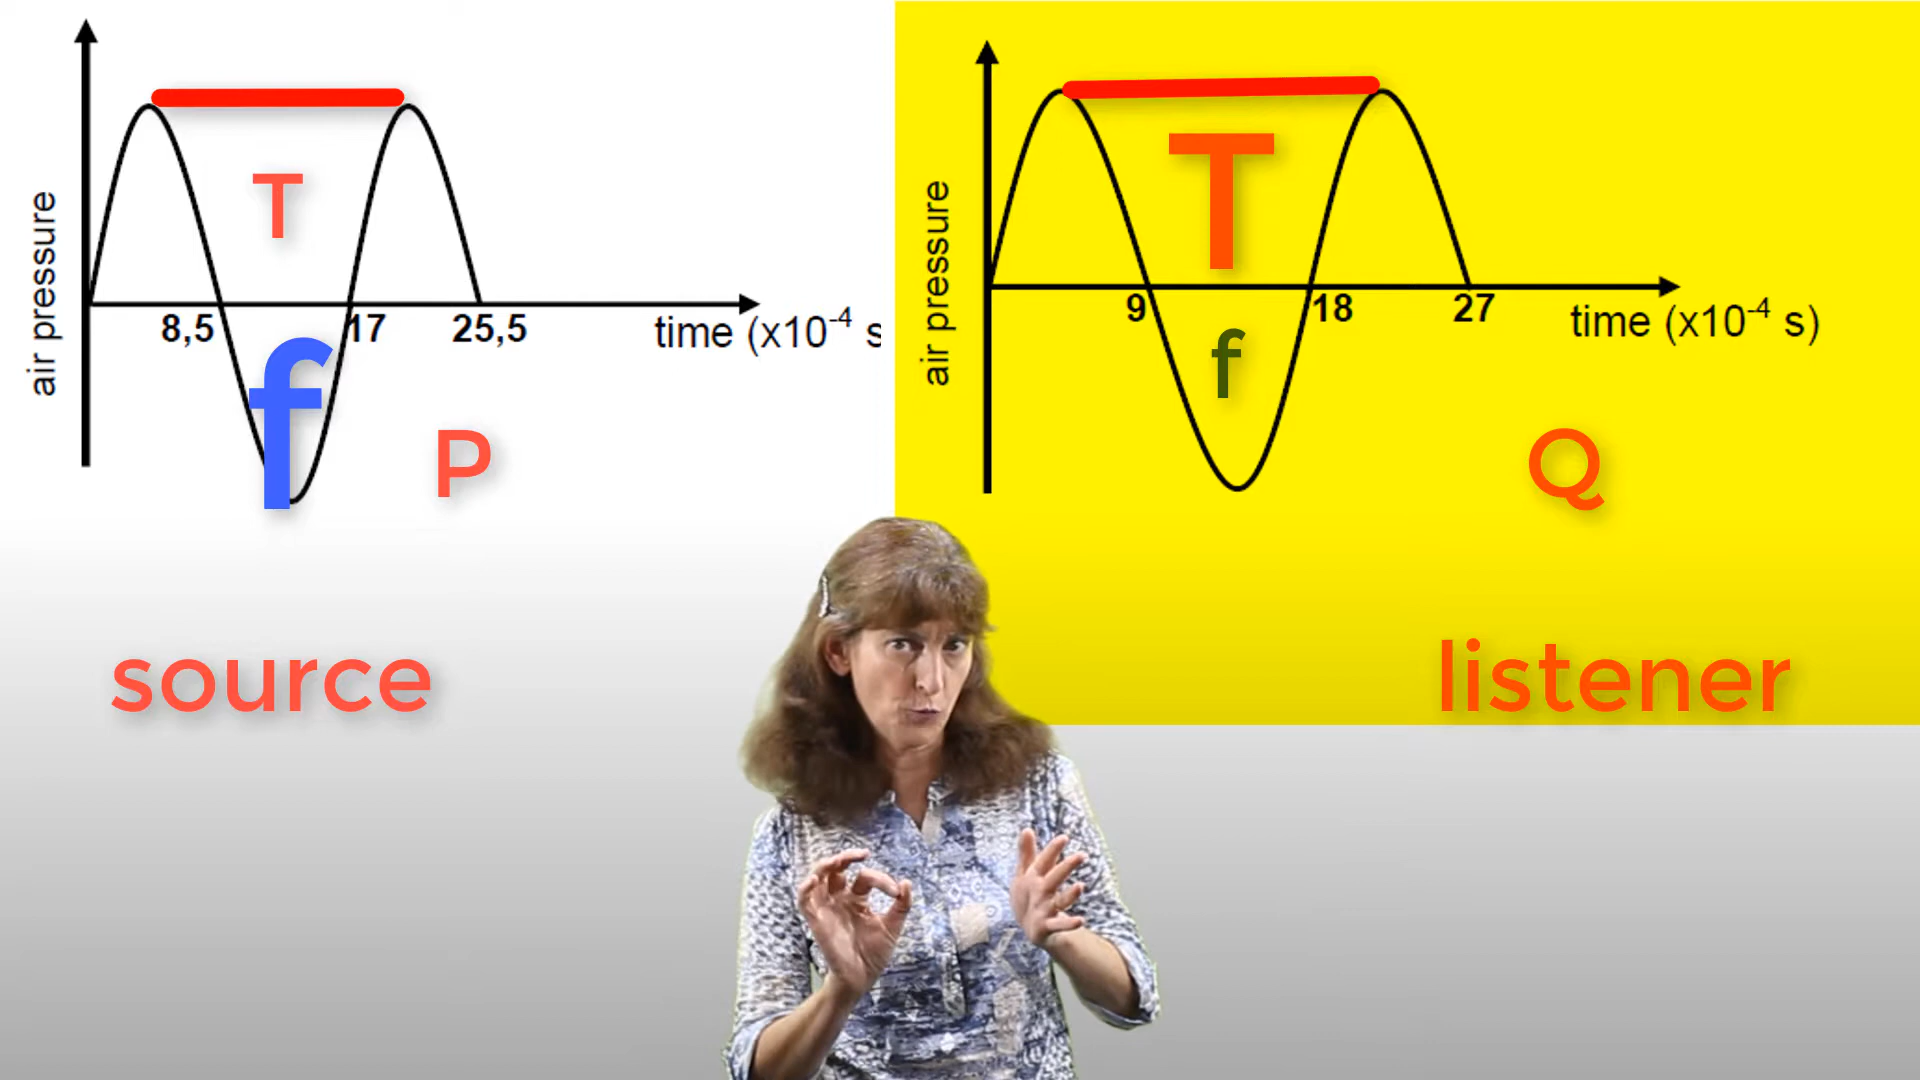 air pressure
T
8,5
17
25,5
time (x10-4 s
f
P
source
air pressure
T
9
18
27
time (x10-4 s)
f
Q
listener